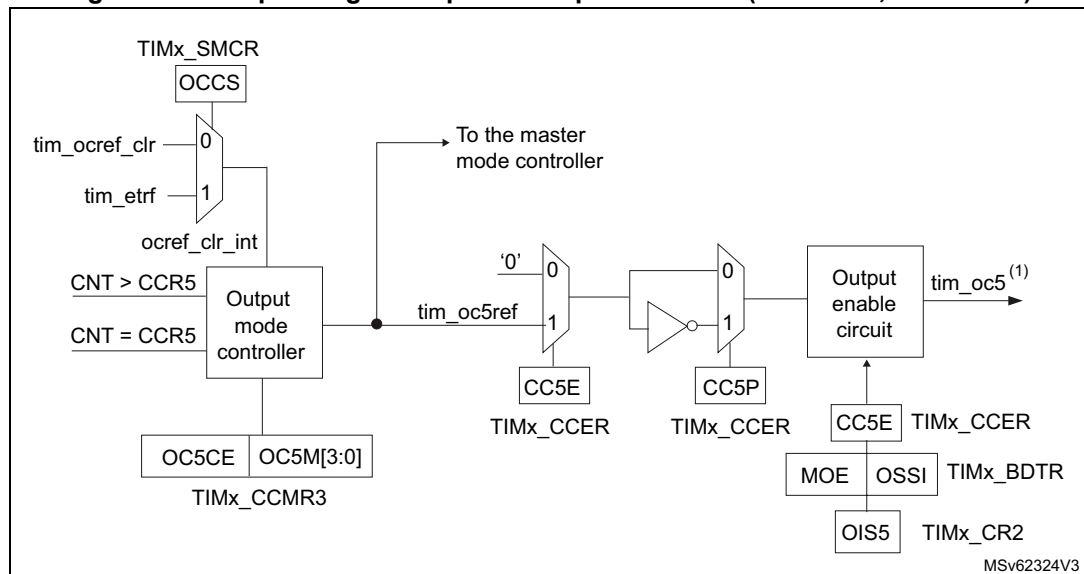 TIMx_SMCR
OCCS
tim_ocref_clr
0
tim_etrf
1
ocref_clr_int
To the master
mode controller
CNT > CCR5
CNT = CCR5
Output
mode
controller
tim_oc5ref
'0'
0
1
0
1
Output
enable
circuit
tim_oc5 (1)
CC5E
TIMx_CCER
CC5P
TIMx_CCER
CC5E
TIMx_CCER
MOE
OSSI
TIMx_BDTR
OIS5
TIMx_CR2
OC5CE
OC5M[3:0]
TIMx_CCMR3
MSv62324V3